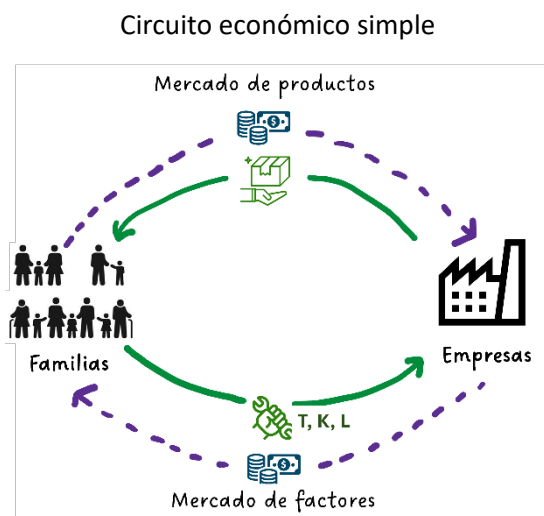 Circuito económico simple
Mercado de productos
Familias
Empresas
T, K, L
Mercado de factores